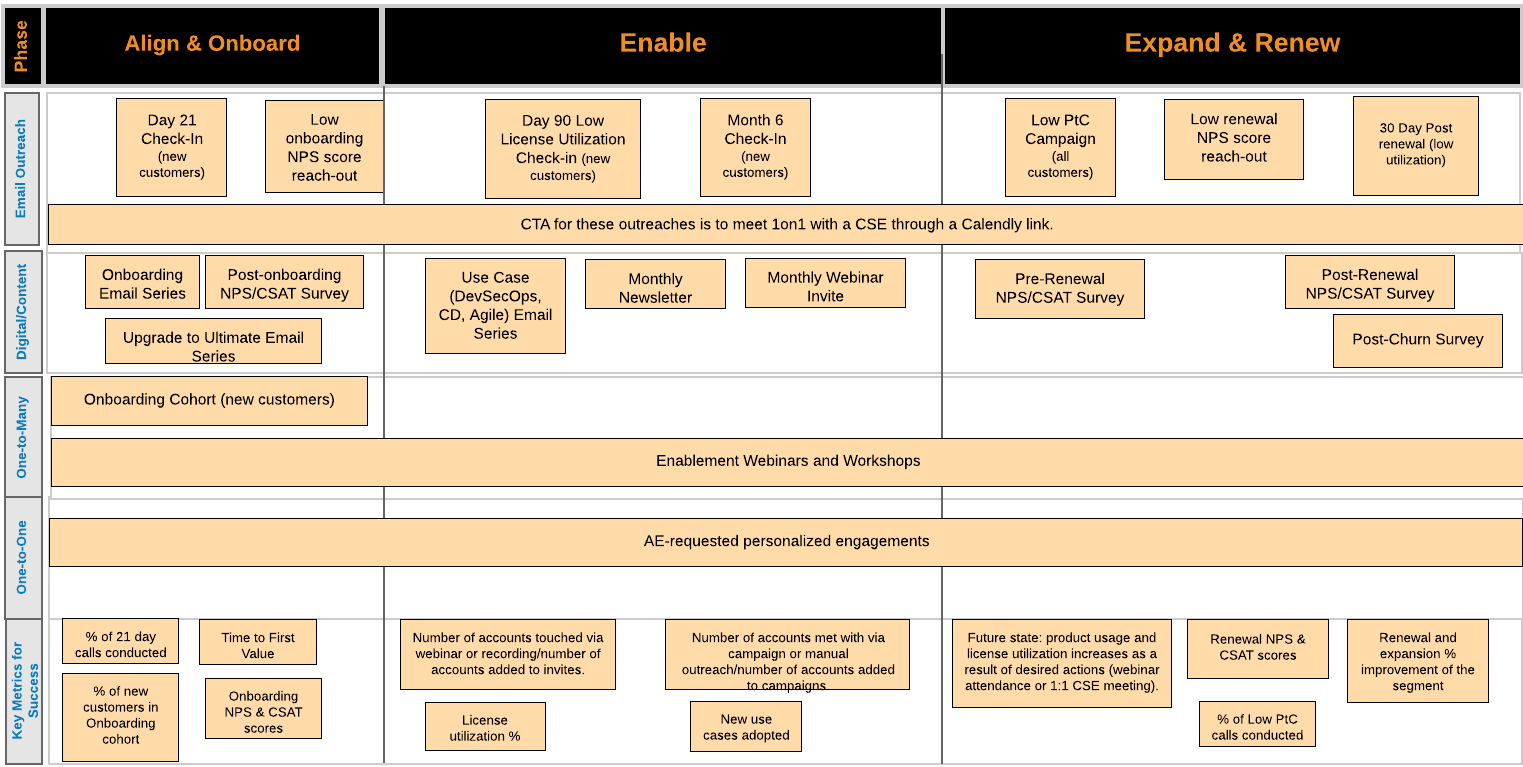 Phase
Align & Onboard
Enable
Expand & Renew
Email Outreach
Day 21
Check-In
(new
customers)
Low
onboarding
NPS score
reach-out
Day 90 Low
License Utilization
Check-in (new
customers)
Month 6
Check-In
(new
customers)
Low PtC
Campaign
(all
customers)
Low renewal
NPS score
reach-out
30 Day Post
renewal (low
utilization)
CTA for these outreaches is to meet 1on1 with a CSE through a Calendly link.
Digital/Content
Onboarding
Email Series
Post-onboarding
NPS/CSAT Survey
Upgrade to Ultimate Email
Series
Use Case
(DevSecOps,
CD, Agile) Email
Series
Monthly
Newsletter
Monthly Webinar
Invite
Pre-Renewal
NPS/CSAT Survey
Post-Renewal
NPS/CSAT Survey
Post-Churn Survey
One-to-Many
Onboarding Cohort (new customers)
Enablement Webinars and Workshops
One-to-One
AE-requested personalized engagements
Key Metrics for
Success
% of 21 day
calls conducted
Time to First
Value
% of new
customers in
Onboarding
cohort
Onboarding
NPS & CSAT
scores
Number of accounts touched via
webinar or recording/number of
accounts added to invites.
Number of accounts met with via
campaign or manual
outreach/number of accounts added
to campaigns.
License
utilization %
New use
cases adopted
Future state: product usage and
license utilization increases as a
result of desired actions (webinar
attendance or 1:1 CSE meeting).
Renewal NPS &
CSAT scores
Renewal and
expansion %
improvement of the
segment
% of Low PtC
calls conducted